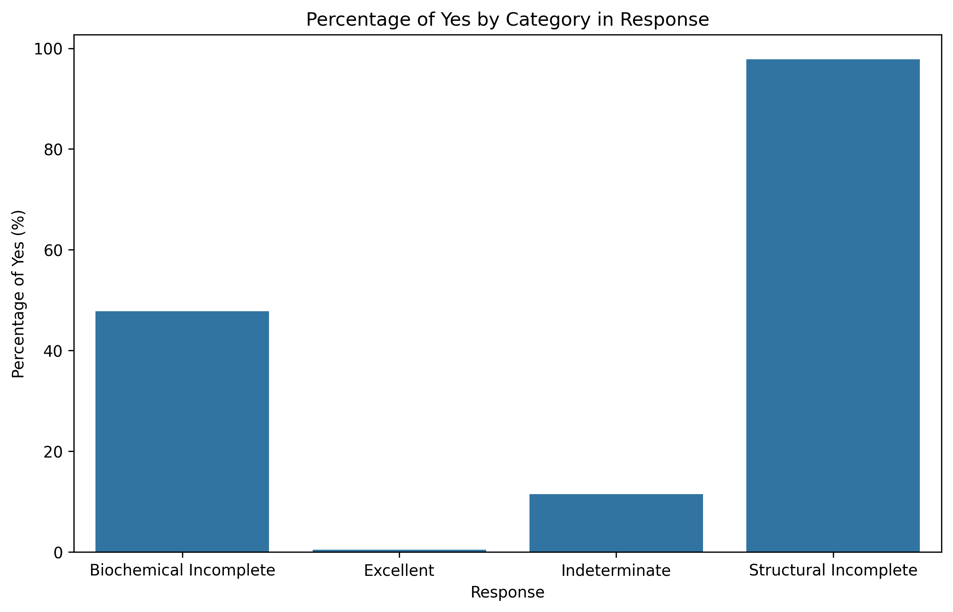 Percentage of Yes by Category in Response
Percentage of Yes (%)
100
80
60
40
20
0
Biochemical Incomplete
Excellent
Indeterminate
Structural Incomplete
Response